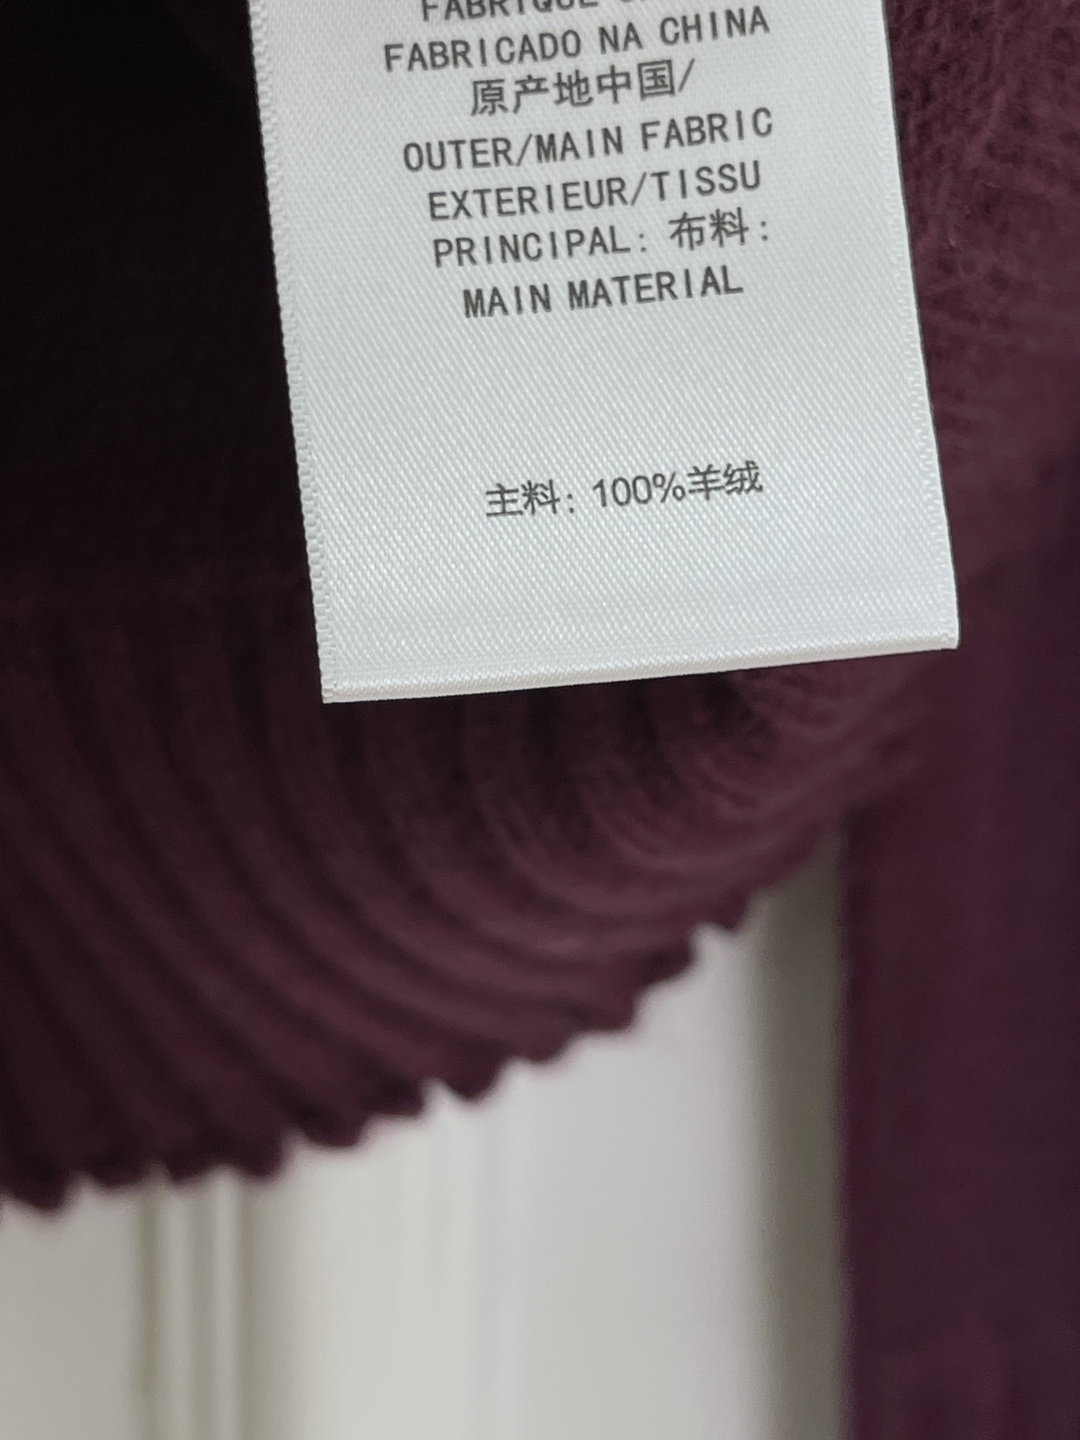 FABRIQUE
FABRICADO NA CHINA
原产地中国/
OUTER/MAIN FABRIC
EXTERIEUR/TISSU
PRINCIPAL: 布料:
MAIN MATERIAL
主料: 100%羊绒